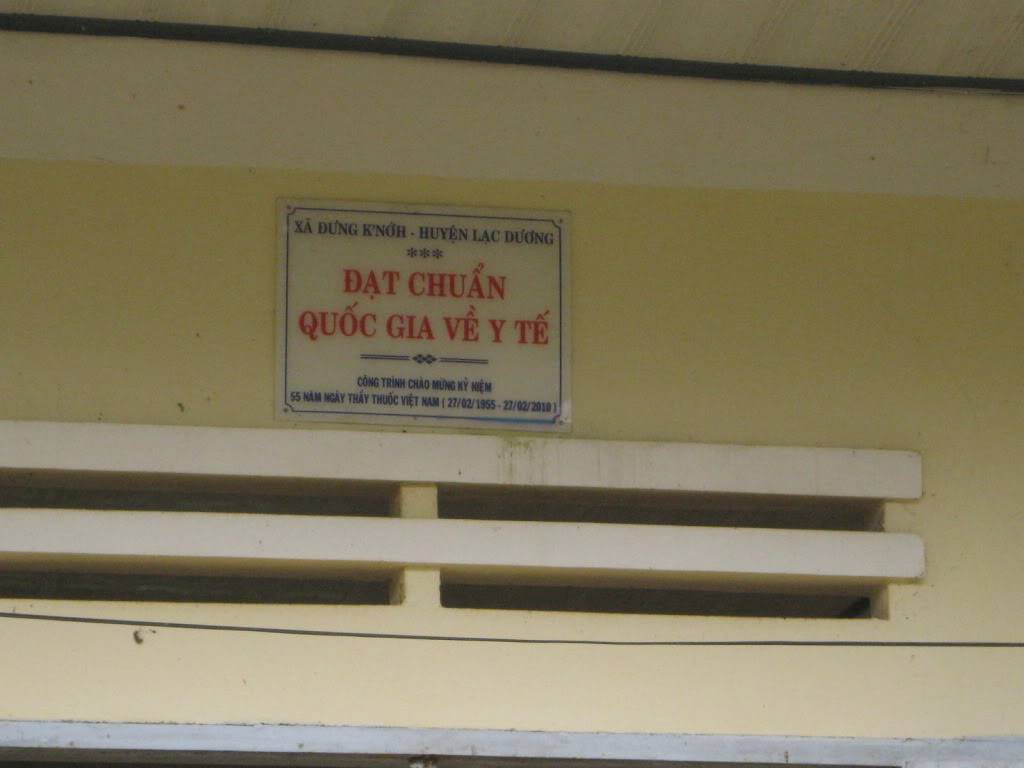 XÃ ĐƯNG K'NỚH - HUYỆN LẠC DƯƠNG
***
ĐẠT CHUẨN
QUỐC GIA VỀ Y TẾ
CÔNG TRÌNH CHÀO MỪNG KỶ NIỆM
55 NĂM NGÀY THẦY THUỐC VIỆT NAM ( 27/02/1955 - 27/02/2010 )